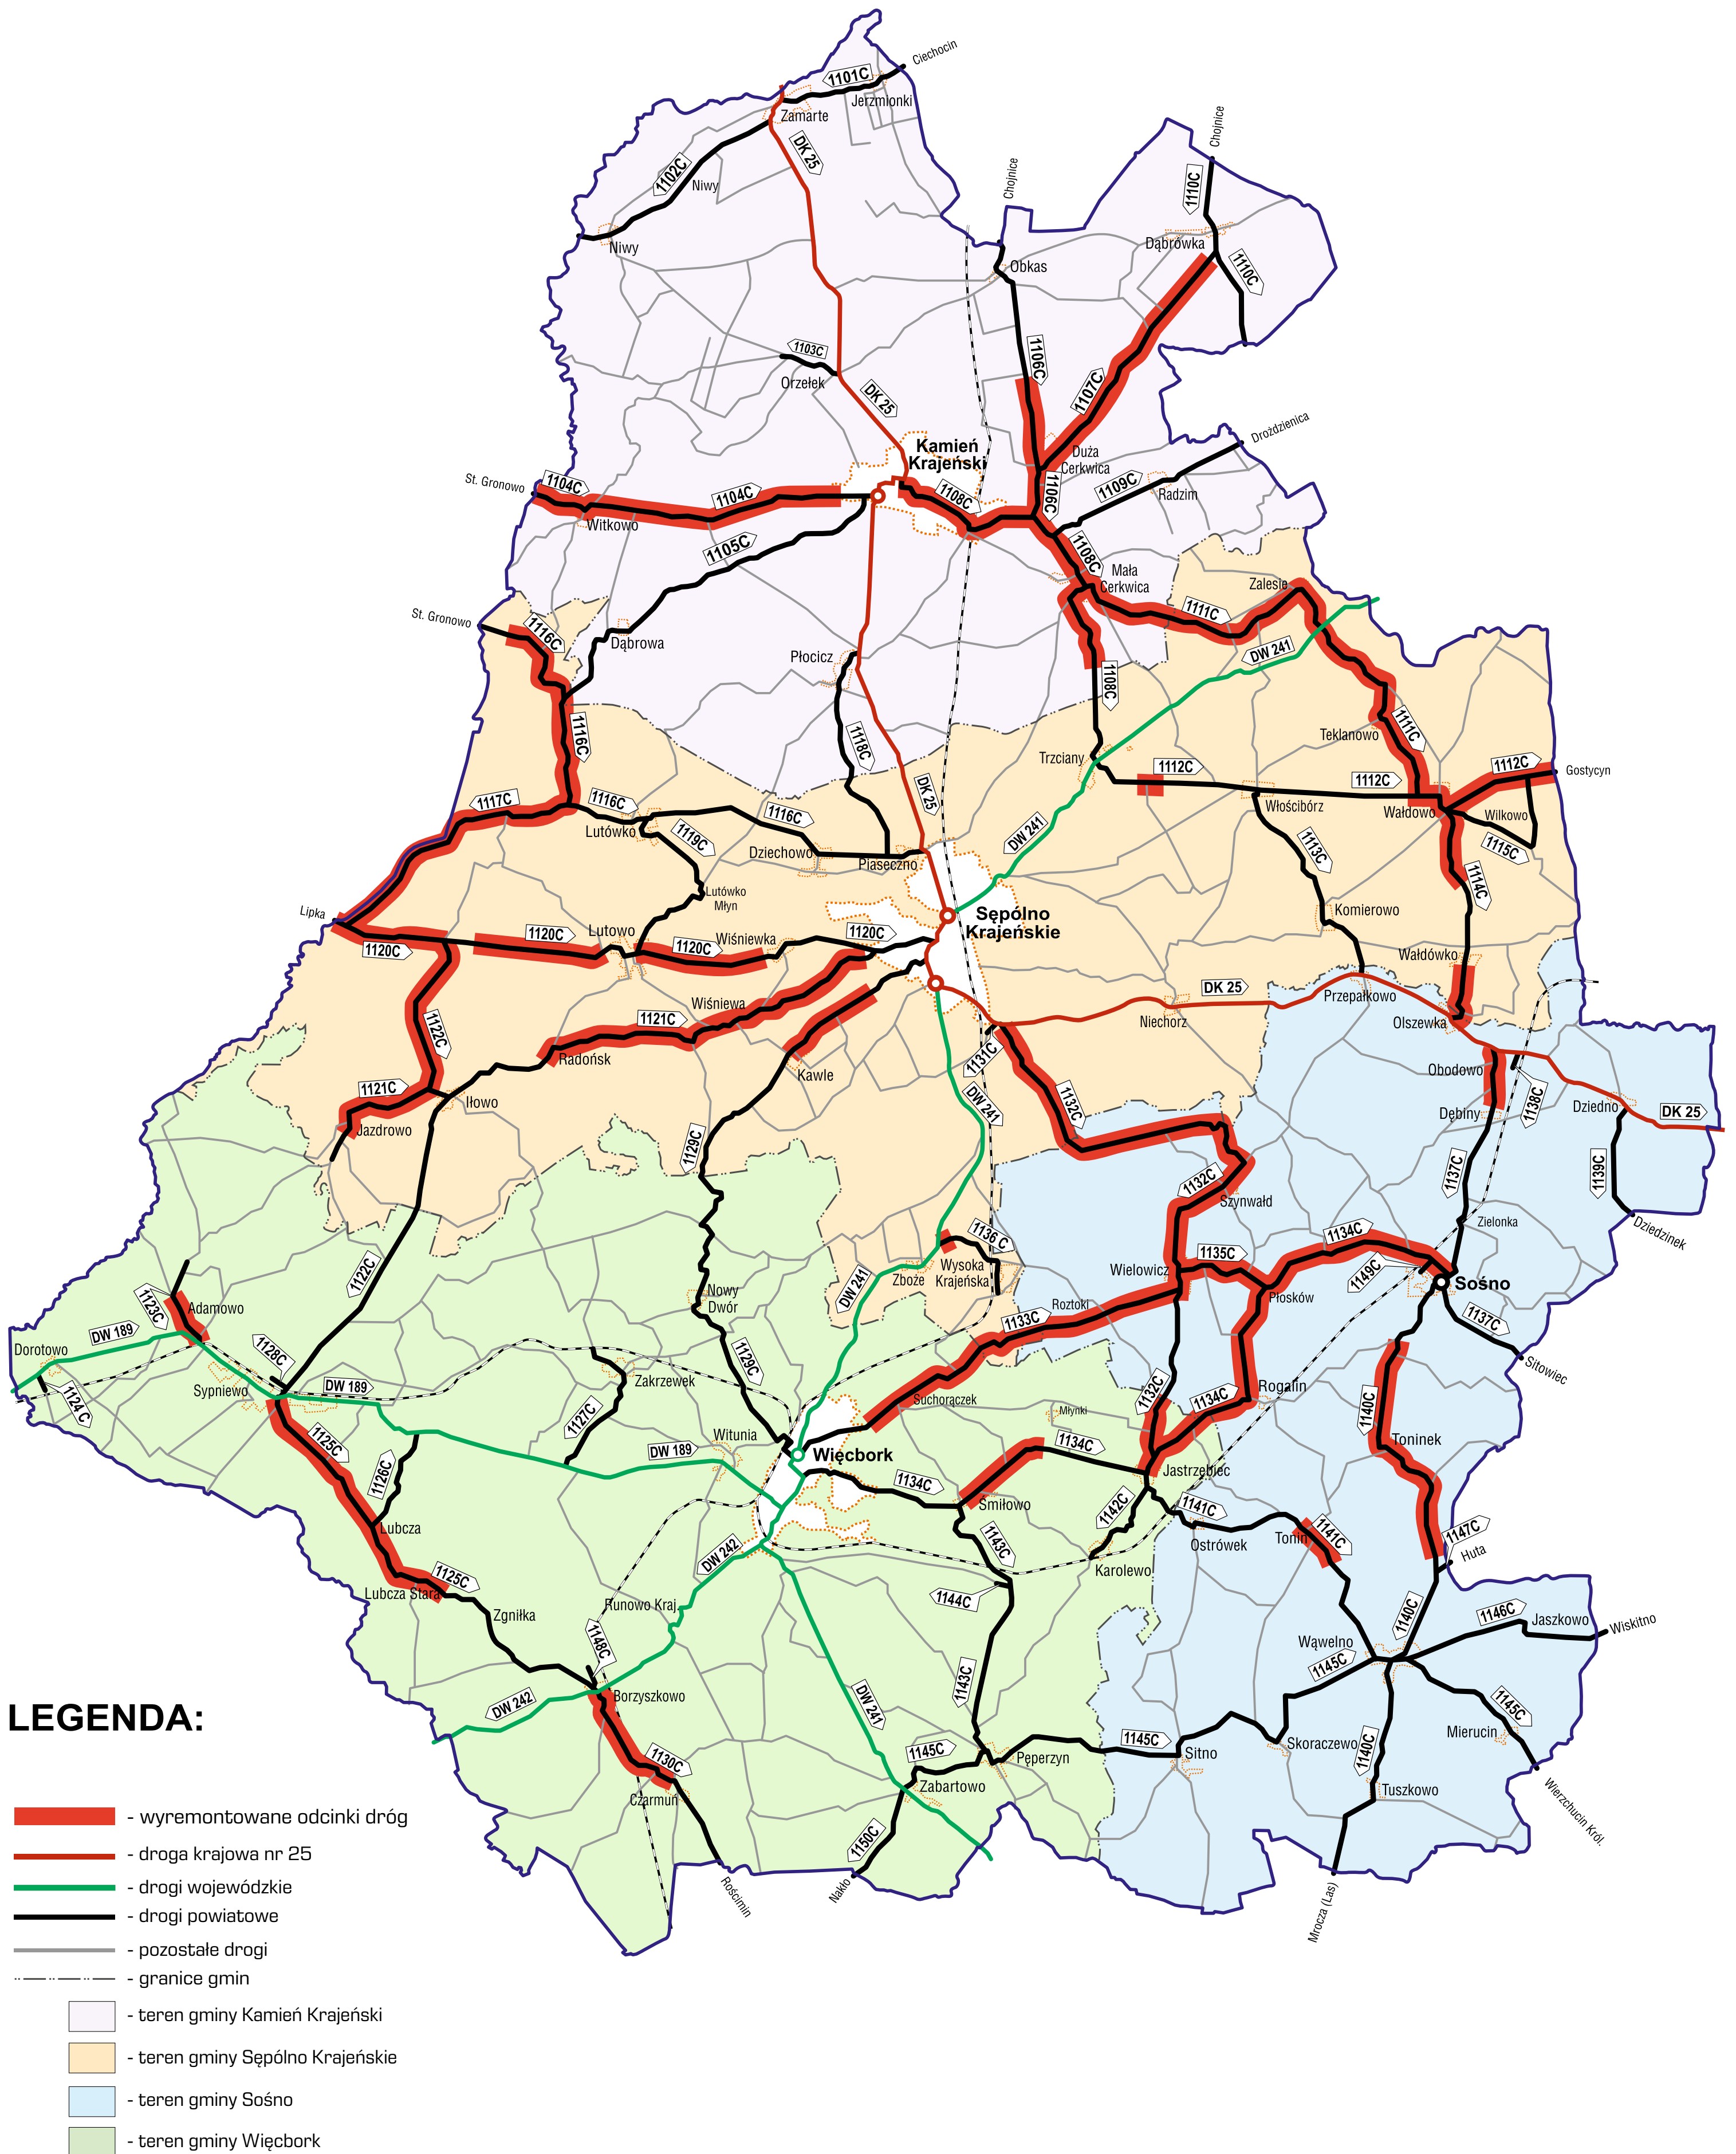 Ciechocin
1101C
Jerzmionki
Zamarte
DK 25
1102C
Niwy
Niwy
Chojnice
Chojnice
1110C
Dąbrówka
1110C
Obkas
1103C
Orzełek
1106C
1107C
DK 25
Kamień
Krajeński
Duża
Cerkwica
Drożdzienica
St. Gronowo
1104C
1104C
Witkowo
1108C
1106C
1109C
Radzim
1105C
1108C
Mała
Cerkwica
Zalesie
1111C
St. Gronowo
1116C
Dąbrowa
Płocicz
DW 241
1108C
1116C
1118C
Teklanowo
1111C
Trzciany
1112C
1112C
1112C
Gostycyn
DK 25
1117C
1116C
Lutówko
1116C
Włościbórz
Wałdowo
Wilkowo
1119C
Dziechowo
Piaseczno
DW 241
1113C
1115C
Lutówko
Młyn
1114C
Lipka
Sępólno
Krajeńskie
Komierowo
1120C
1120C
Lutowo
1120C
Wiśniewka
1120C
Wałdówko
Wiśniewa
DK 25
Przepałkowo
Niechorz
Olszewka
1122C
1121C
Radońsk
1131C
Kawle
Obodowo
1121C
Iłowo
Jazdrowo
DW 241
1132C
Dębiny
1138C
Dziedno
DK 25
1129C
1137C
1139C
1132C
Szynwałd
Zielonka
Dziedzinek
1136 C
Wysoka
Krajeńska
Zboże
1134C
1122C
1135C
Wielowicz
1149C
Sośno
Nowy
Dwór
DW 241
Roztoki
Płosków
1123C
Adamowo
1133C
1137C
DW 189
Dorotowo
Sitowiec
1128C
1129C
Zakrzewek
1124 C
Sypniewo
DW 189
Suchorączek
1132C
1134C
Rogalin
1127C
Młynki
1140C
1125C
Witunia
DW 189
Więcbork
1134C
Toninek
1126C
1134C
Jastrzębiec
Śmiłowo
1142C
1141C
Lubcza
Tonin
1141C
Ostrówek
1147C
Huta
DW 242
1143C
Karolewo
1125C
Lubcza Stara
1144C
Runowo Kraj.
Zgniłka
1140C
1146C
Jaszkowo
Wiskitno
1148C
Wąwelno
1145C
Borzyszkowo
1143C
DW 242
DW 241
1145C
Mierucin
1130C
1145C
Pęperzyn
1145C
Sitno
Skoraczewo
1140C
Czarmuń
Zabartowo
Tuszkowo
Wierzchucin Król.
1150C
Nakło
Rościmin
Mrocza (Las)
LEGENDA:
- wyremontowane odcinki dróg
- droga krajowa nr 25
- drogi wojewódzkie
- drogi powiatowe
- pozostałe drogi
- granice gmin
- teren gminy Kamień Krajeński
- teren gminy Sępólno Krajeńskie
- teren gminy Sośno
- teren gminy Więcbork